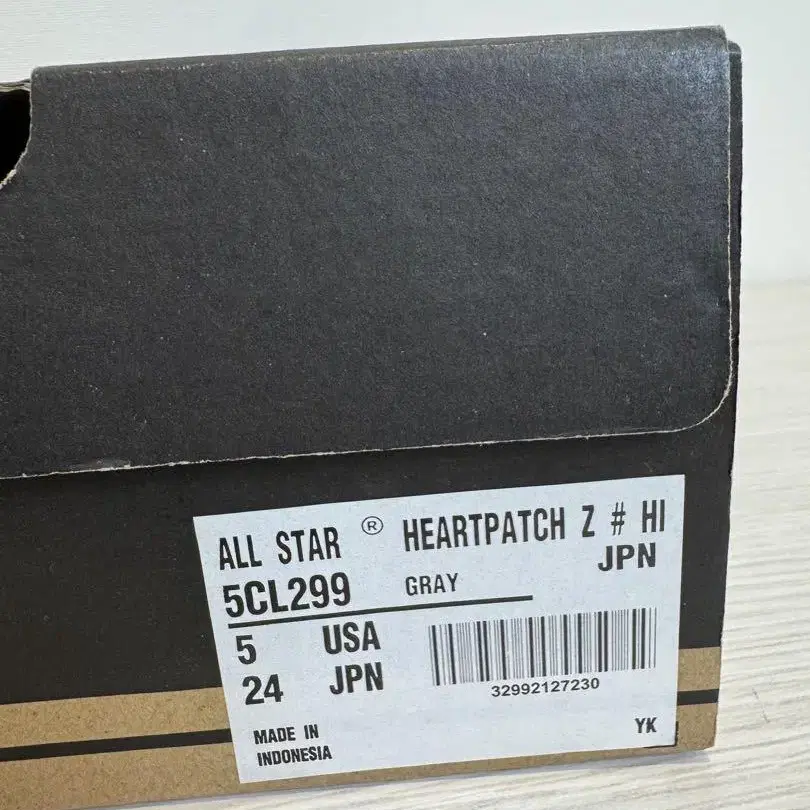 ALL STAR ® HEARTPATCH Z # HI
JPN
5CL299 GRAY
5 USA
24 JPN
32992127230
MADE IN
INDONESIA
YK